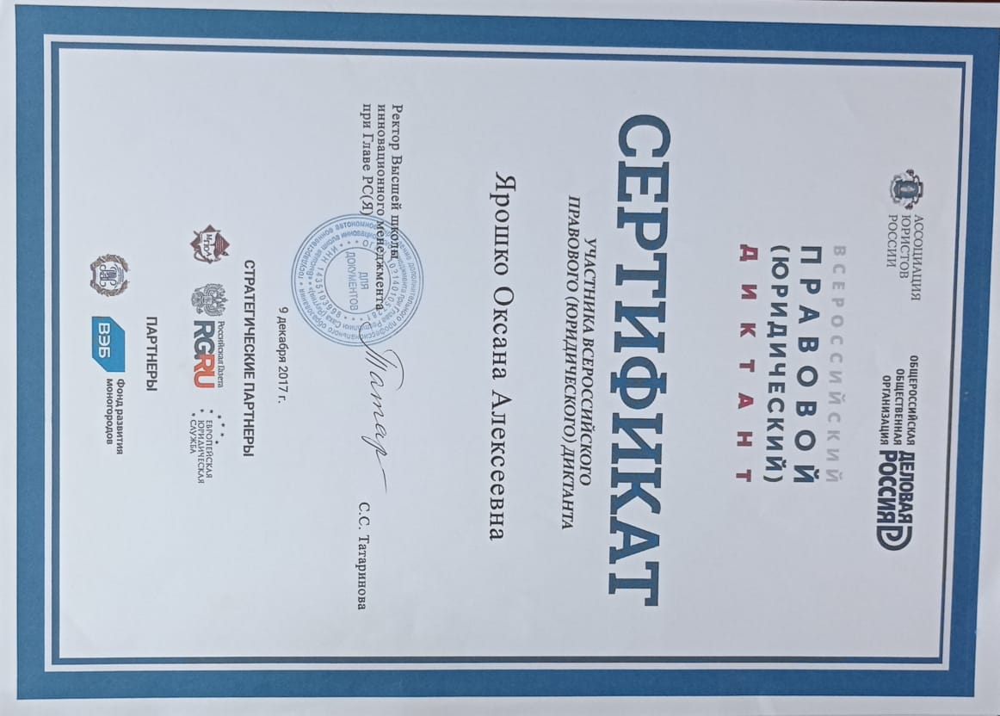 АССОЦИАЦИЯ
ЮРИСТОВ
РОССИИ
ОБЩЕРОССИЙСКАЯ
ОБЩЕСТВЕННАЯ
ОРГАНИЗАЦИЯ
ДЕЛОВАЯ
РОССИЯ
ВСЕРОССИЙСКИЙ
ПРАВОВОЙ
(ЮРИДИЧЕСКИЙ)
ДИКТАНТ
СЕРТИФИКАТ
УЧАСТНИКА ВСЕРОССИЙСКОГО
ПРАВОВОГО (ЮРИДИЧЕСКОГО) ДИКТАНТА
Ярошко Оксана Алексеевна
Ректор Высшей школы
инновационного менеджмента
при Главе РС(Я)
ДЛЯ
ДОКУМЕНТОВ
С.С. Татаринова
9 декабря 2017 г.
СТРАТЕГИЧЕСКИЕ ПАРТНЕРЫ
МГЮА
Российская Газета
RGRU
ЕВРОПЕЙСКАЯ
ЮРИДИЧЕСКАЯ
СЛУЖБА
ПАРТНЕРЫ
ВЭБ
Фонд развития
моногородов